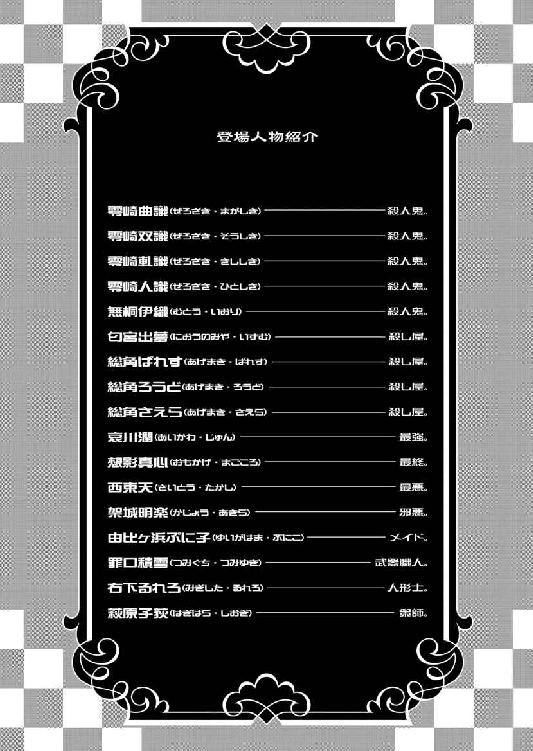 登場人物紹介
零崎曲識(ぜろざき・まがしき)────殺人鬼。
零崎双識(ぜろざき・そうしき)────殺人鬼。
零崎軋識(ぜろざき・きししき)────殺人鬼。
零崎人識(ぜろざき・ひとしき)────殺人鬼。
無桐伊織(むとう・いおり)────殺人鬼。
匂宮出夢(におうのみや・いずむ)────殺し屋。
総角ぱれす(あげまき・ぱれす)────殺し屋。
総角ろうど(あげまき・ろうど)────殺し屋。
総角さえら(あげまき・さえら)────殺し屋。
哀川潤(あいかわ・じゅん)────最強。
想影真心(おもかげ・まごころ)────最終。
西東天(さいとう・たかし)────最悪。
架城明楽(かじょう・あきら)────邪悪。
由比ヶ浜ぷに子(ゆいがはま・ぷにこ)────メイド。
罪口積雪(つみぐち・つみゆき)────武器職人。
右下るれろ(みぎした・るれろ)────人形士。
萩原子荻(はぎはら・しおぎ)────策師。